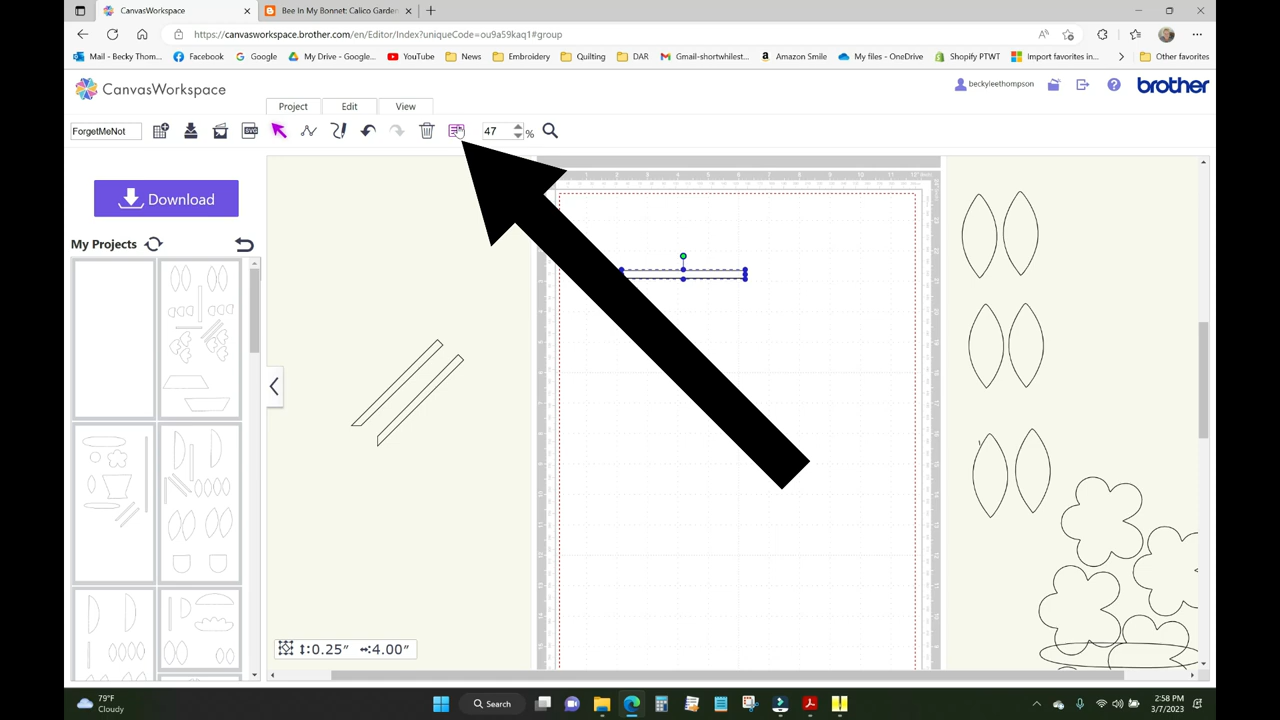 CanvasWorkspace
Bee In My Bonnet: Calico Garden
https://canvasworkspace.brother.com/en/Editor/Index?uniqueCode=ou9a59kaq1#group
Mail - Becky Thom...
Facebook
Google
My Drive - Google...
YouTube
News
Embroidery
Quilting
DAR
Gmail-shortwhilest...
Amazon Smile
My files - OneDrive
Shopify PTWT
Import favorites in...
Other favorites
CanvasWorkspace
beckyleethompson
brother
Project
Edit
View
ForgetMeNot
SVG
47
%
Download
My Projects
0.25″
4.00″
79°F
Cloudy
Search
2:58 PM
3/7/2023